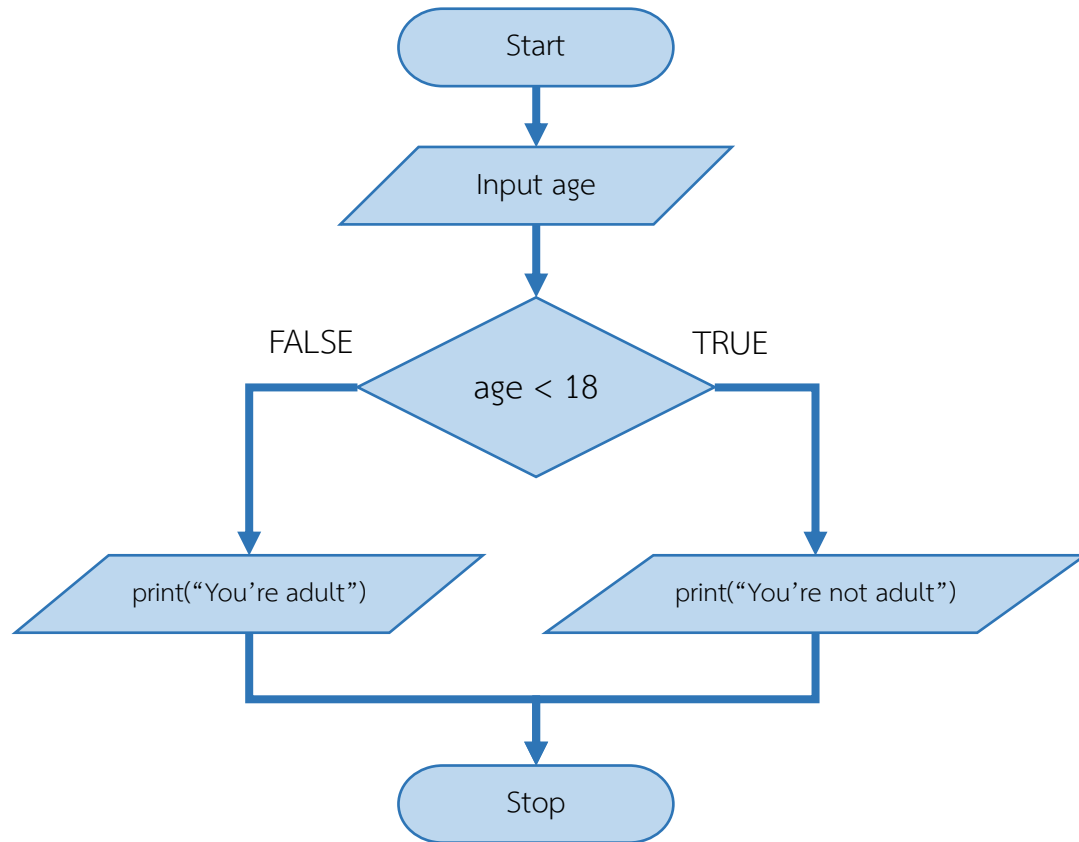 Start
Input age
FALSE
TRUE
age < 18
print(“You’re adult”)
print(“You’re not adult”)
Stop